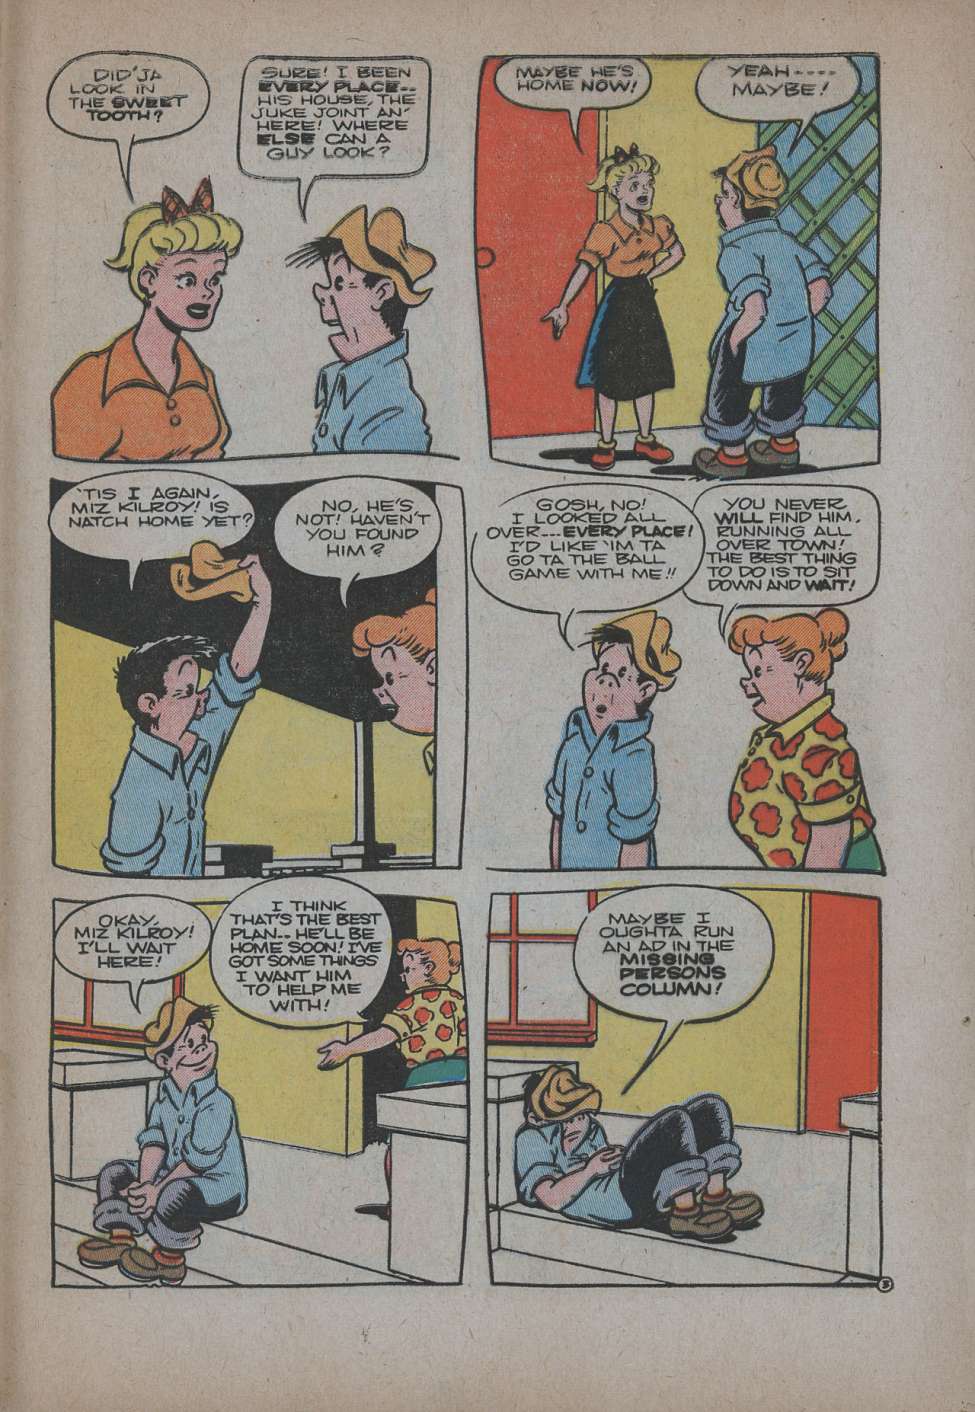 DID'JA
LOOK IN
THE SWEET
TOOTH?
SURE! I BEEN
EVERY PLACE--
HIS HOUSE, THE
JUKE JOINT AN'
HERE! WHERE
ELSE CAN A
GUY LOOK?
MAYBE HE'S
HOME NOW!
YEAH----
MAYBE!
'TIS I AGAIN,
MIZ KILROY! IS
NATCH HOME YET?
NO, HE'S
NOT! HAVEN'T
YOU FOUND
HIM?
GOSH, NO!
I LOOKED ALL
OVER---EVERY PLACE!
I'D LIKE 'IM TA
GO TA THE BALL
GAME WITH ME!!
YOU NEVER
WILL FIND HIM,
RUNNING ALL
OVER TOWN!
THE BEST THING
TO DO IS TO SIT
DOWN AND WAIT!
OKAY,
MIZ KILROY!
I'LL WAIT
HERE!
I THINK
THAT'S THE BEST
PLAN-- HE'LL BE
HOME SOON! I'VE
GOT SOME THINGS
I WANT HIM
TO HELP ME
WITH!
MAYBE I
OUGHTA RUN
AN AD IN THE
MISSING
PERSONS
COLUMN!
3